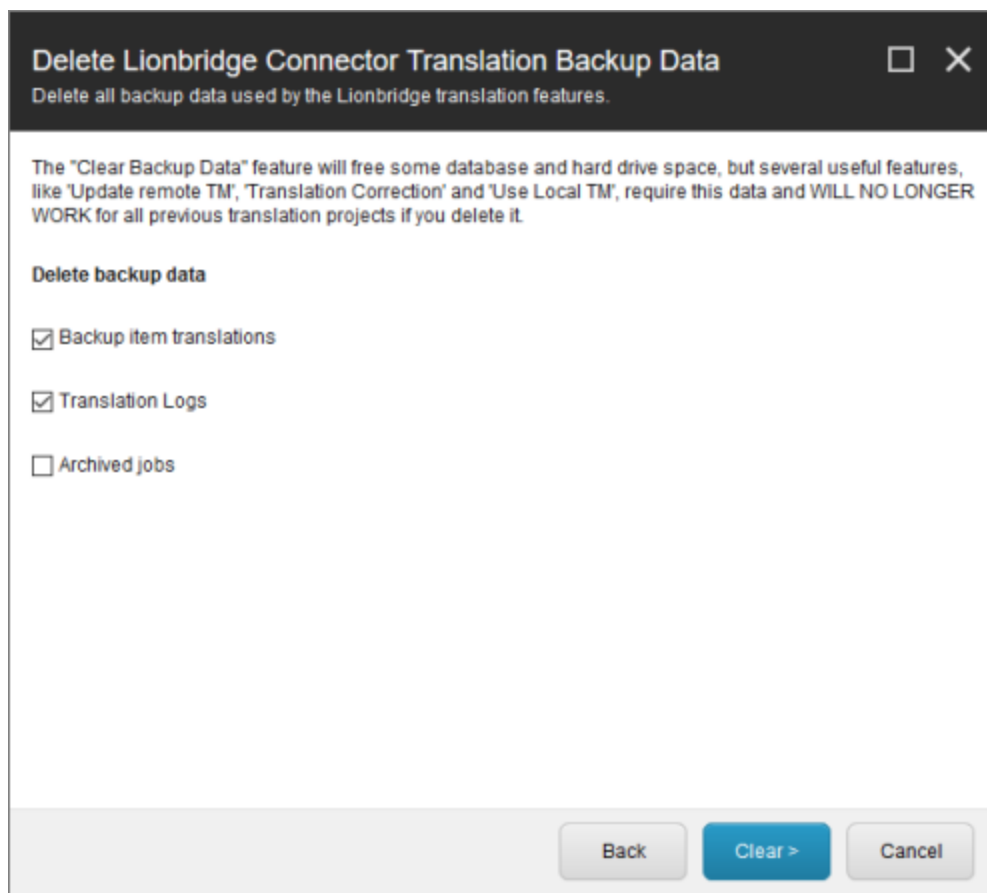 Delete Lionbridge Connector Translation Backup Data
Delete all backup data used by the Lionbridge translation features.
The "Clear Backup Data" feature will free some database and hard drive space, but several useful features,
like 'Update remote TM', 'Translation Correction' and 'Use Local TM', require this data and WILL NO LONGER
WORK for all previous translation projects if you delete it.
Delete backup data
Backup item translations
Translation Logs
Archived jobs
Back
Clear >
Cancel